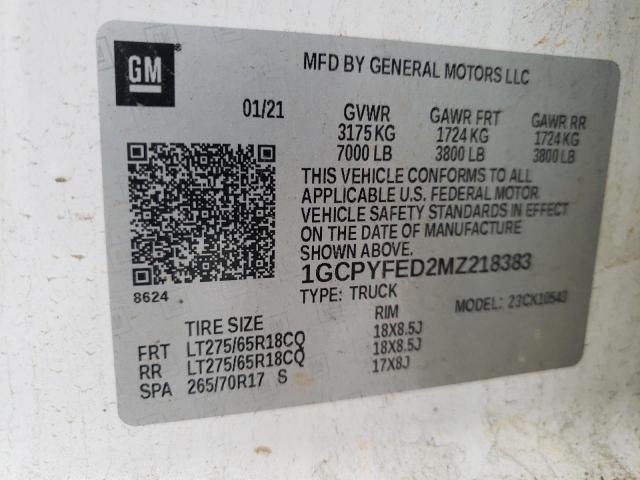 GM
MFD BY GENERAL MOTORS LLC
01/21 GVWR GAWR FRT GAWR RR
3175 KG 1724 KG 1724 KG
7000 LB 3800 LB 3800 LB
THIS VEHICLE CONFORMS TO ALL
APPLICABLE U.S. FEDERAL MOTOR
VEHICLE SAFETY STANDARDS IN EFFECT
ON THE DATE OF MANUFACTURE
SHOWN ABOVE.
1GCPYFED2MZ218383
8624
TYPE: TRUCK MODEL: 23CK10543
TIRE SIZE RIM
FRT LT275/65R18CQ 18X8.5J
RR LT275/65R18CQ 18X8.5J
SPA 265/70R17 S 17X8J